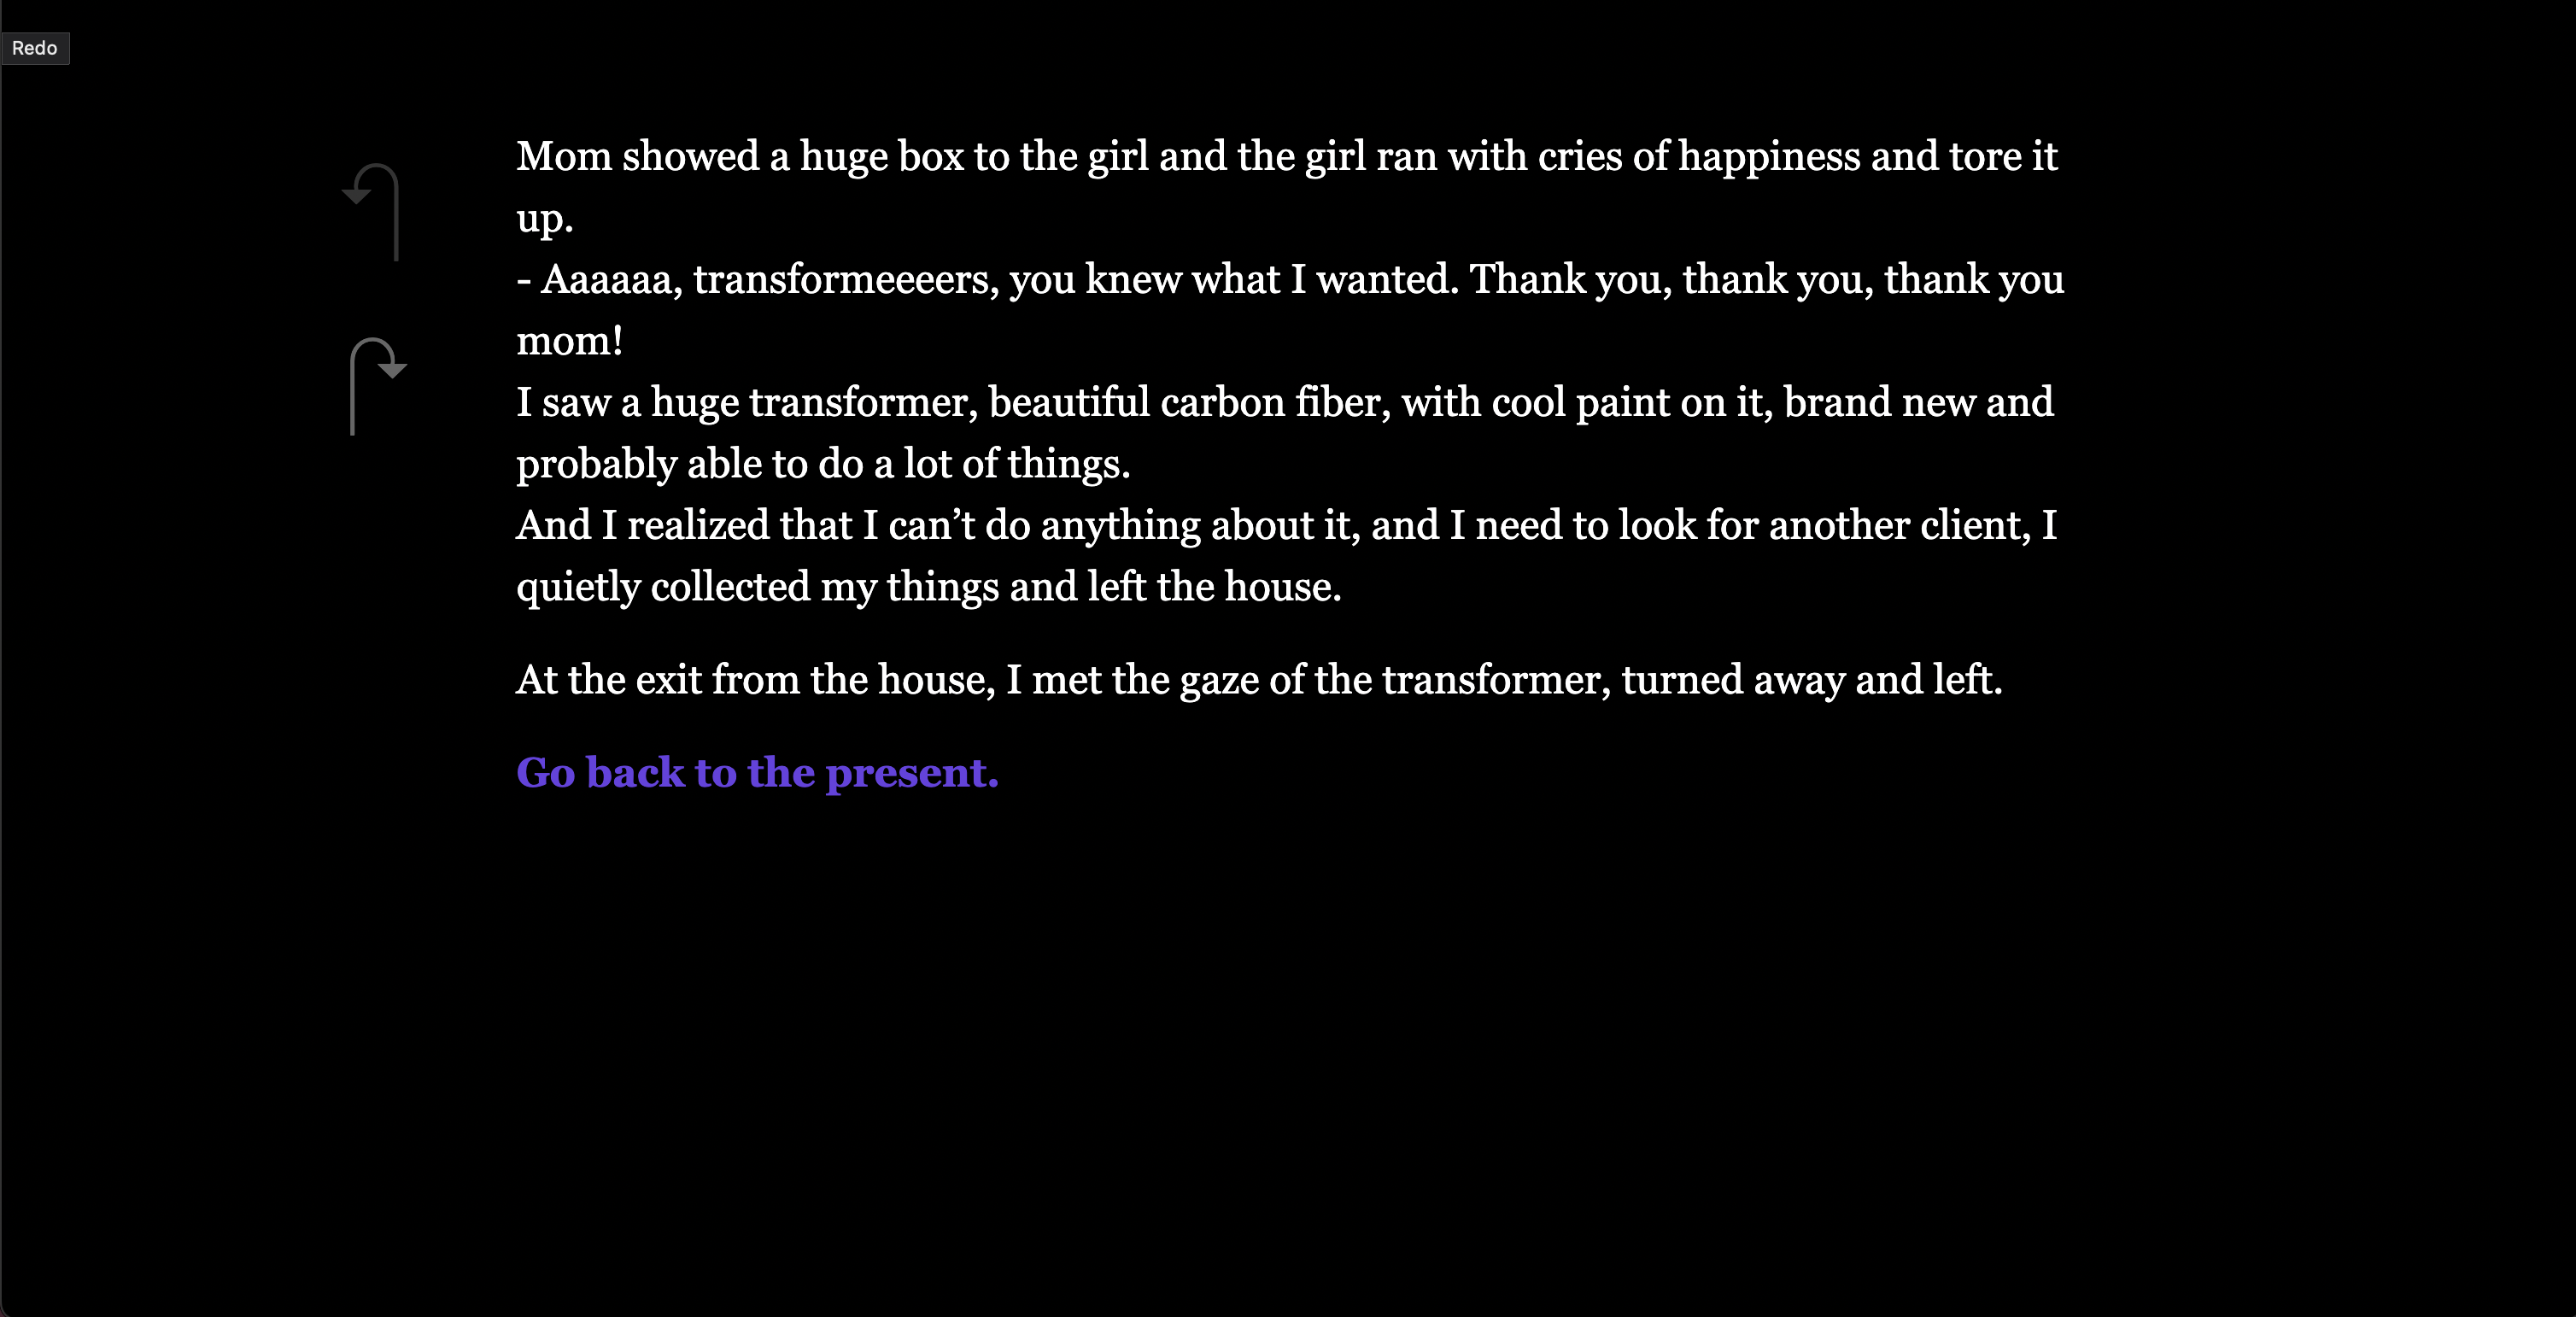 Redo
Mom showed a huge box to the girl and the girl ran with cries of happiness and tore it
up.
- Aaaaaa, transformeeeers, you knew what I wanted. Thank you, thank you, thank you
mom!
I saw a huge transformer, beautiful carbon fiber, with cool paint on it, brand new and
probably able to do a lot of things.
And I realized that I can’t do anything about it, and I need to look for another client, I
quietly collected my things and left the house.
At the exit from the house, I met the gaze of the transformer, turned away and left.
Go back to the present.